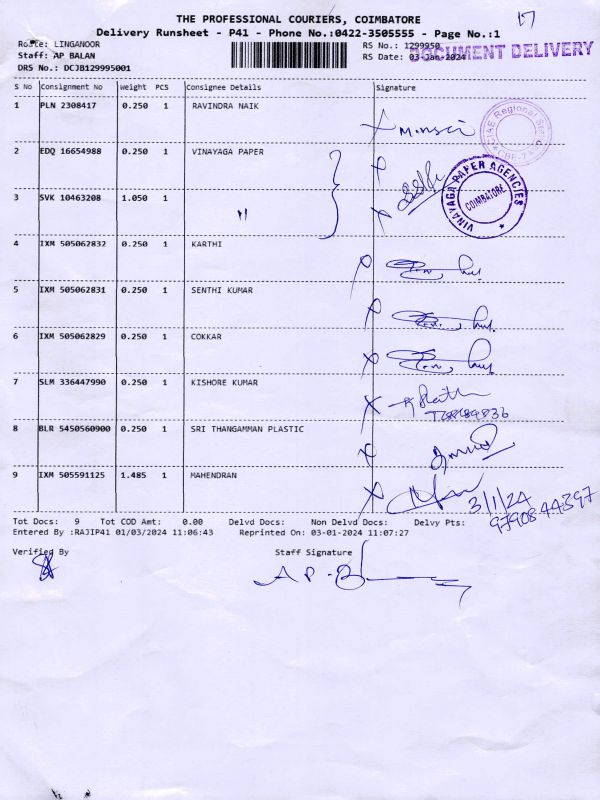 THE PROFESSIONAL COURIERS, COIMBATORE
17
Delivery Runsheet - P41 - Phone No.:0422-3505555 - Page No.:1
Route: LINGANOOR
RS No.: 1299950
DOCUMENT DELIVERY
Staff: AP BALAN
RS Date: 03-Jan-2024
DRS No.: DCJB129995001
S No Consignment No Weight PCS Consignee Details Signature
1 PLN 2308417 0.250 1 RAVINDRA NAIK
2 EDQ 16654988 0.250 1 VINAYAGA PAPER
VINAYAGA PAPER AGENCIES
COIMBATORE
3 SVK 10463208 1.050 1 "
4 IXM 505062832 0.250 1 KARTHI
5 IXM 505062831 0.250 1 SENTHI KUMAR
6 IXM 505062829 0.250 1 COKKAR
7 SLM 336447990 0.250 1 KISHORE KUMAR
8 BLR 5450560900 0.250 1 SRI THANGAMMAN PLASTIC
9 IXM 505591125 1.485 1 MAHENDRAN
3/1/24
9790844397
Tot Docs: 9 Tot COD Amt: 0.00 Delvd Docs: Non Delvd Docs: Delvy Pts:
Entered By :RAJIP41 01/03/2024 11:06:43 Reprinted On: 03-01-2024 11:07:27
Verified By Staff Signature
A P - B